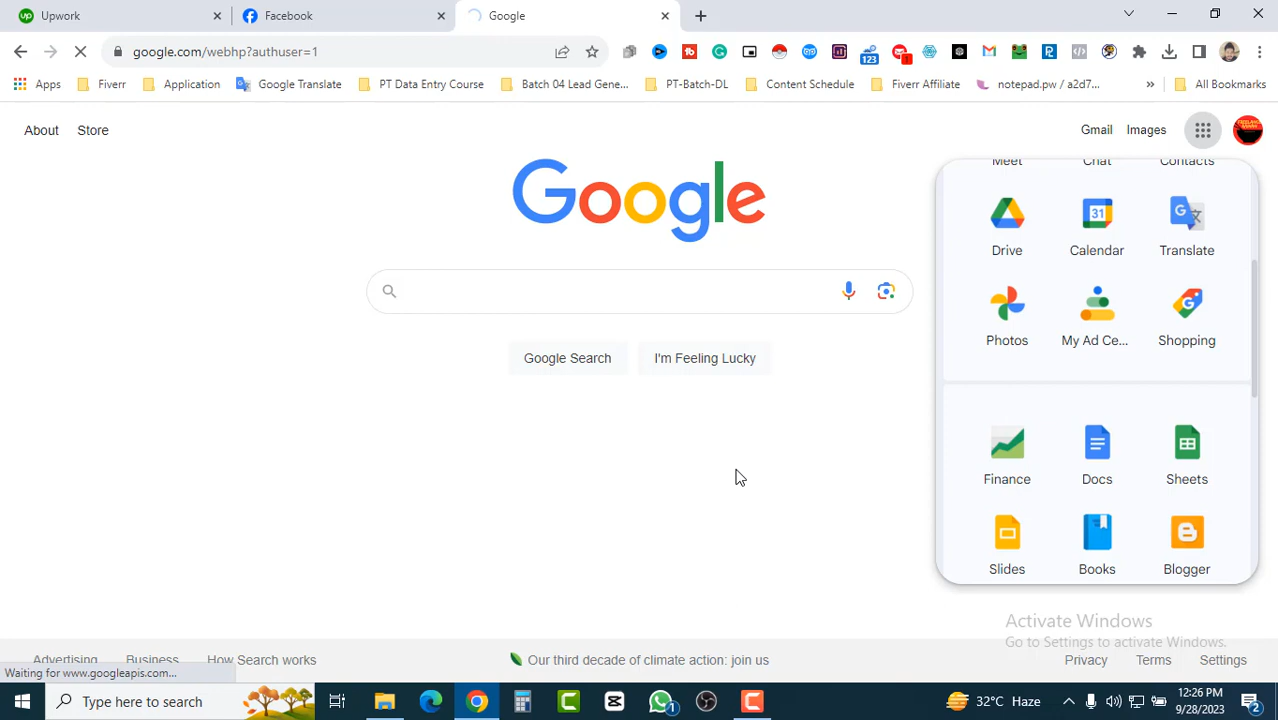 Upwork
Facebook
Google
google.com/webhp?authuser=1
123
Apps
Fiverr
Application
Google Translate
PT Data Entry Course
Batch 04 Lead Gene...
PT-Batch-DL
Content Schedule
Fiverr Affiliate
notepad.pw / a2d7...
»
All Bookmarks
About
Store
Gmail
Images
Google
Meet
Chat
Contacts
31
Drive
Calendar
Translate
Photos
My Ad Ce...
Shopping
Google Search
I'm Feeling Lucky
Finance
Docs
Sheets
Slides
Books
Blogger
Activate Windows
Go to Settings to activate Windows.
Advertising
Business
How Search works
Our third decade of climate action: join us
Privacy
Terms
Settings
Waiting for www.googleapis.com...
Type here to search
1
32°C Haze
12:26 PM
9/28/2023
2